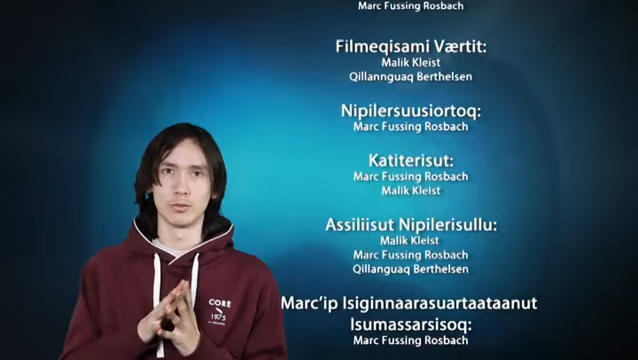 Marc Fussing Rosbach
Filmeqisami Værtit:
Malik Kleist
Qillannguaq Berthelsen
Nipilersuusiortoq:
Marc Fussing Rosbach
Katiterisut:
Marc Fussing Rosbach
Malik Kleist
Assiliisut Nipilerisullu:
Malik Kleist
Marc Fussing Rosbach
Qillannguaq Berthelsen
Marc'ip Isiginnaarasuartaataanut
Isumassarsisoq:
Marc Fussing Rosbach
CORE
1975